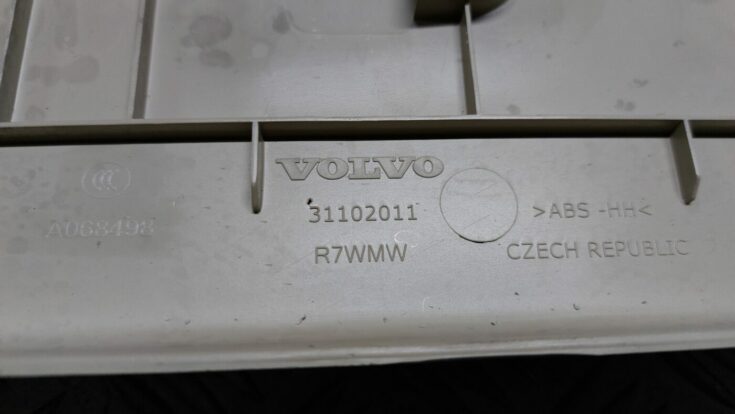 VOLVO
31102011
>ABS -HH<
R7WMW
CZECH REPUBLIC
A068498